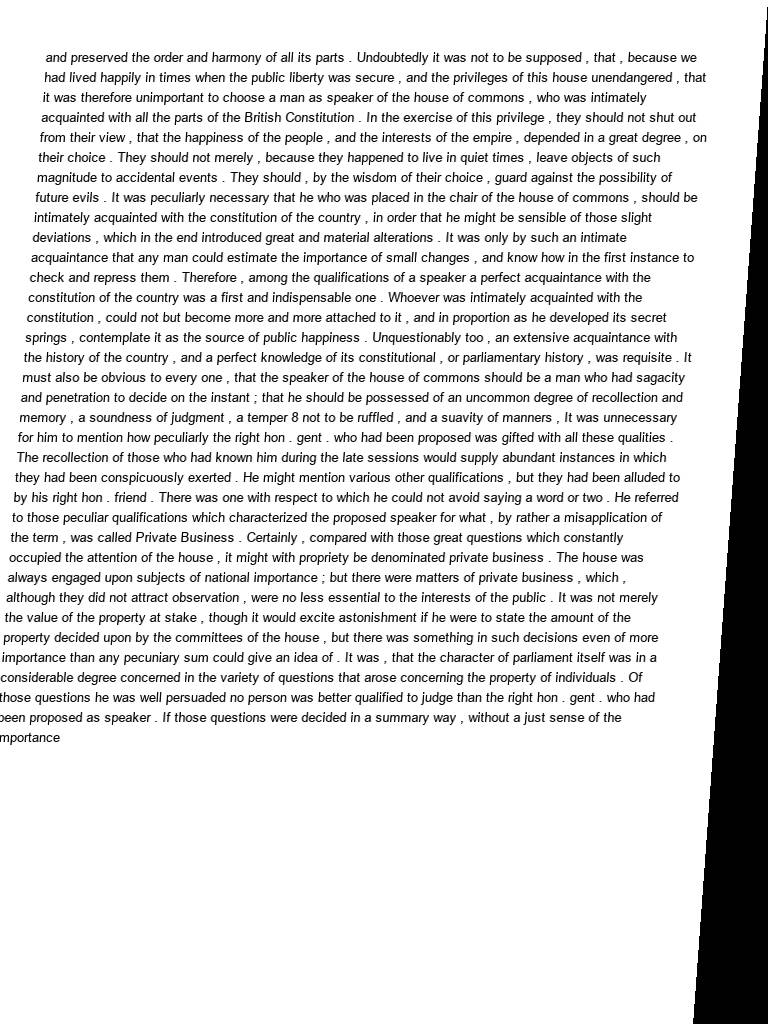 and preserved the order and harmony of all its parts . Undoubtedly it was not to be supposed , that , because we
had lived happily in times when the public liberty was secure , and the privileges of this house unendangered , that
it was therefore unimportant to choose a man as speaker of the house of commons , who was intimately
acquainted with all the parts of the British Constitution . In the exercise of this privilege , they should not shut out
from their view , that the happiness of the people , and the interests of the empire , depended in a great degree , on
their choice . They should not merely , because they happened to live in quiet times , leave objects of such
magnitude to accidental events . They should , by the wisdom of their choice , guard against the possibility of
future evils . It was peculiarly necessary that he who was placed in the chair of the house of commons , should be
intimately acquainted with the constitution of the country , in order that he might be sensible of those slight
deviations , which in the end introduced great and material alterations . It was only by such an intimate
acquaintance that any man could estimate the importance of small changes , and know how in the first instance to
check and repress them . Therefore , among the qualifications of a speaker a perfect acquaintance with the
constitution of the country was a first and indispensable one . Whoever was intimately acquainted with the
constitution , could not but become more and more attached to it , and in proportion as he developed its secret
springs , contemplate it as the source of public happiness . Unquestionably too , an extensive acquaintance with
the history of the country , and a perfect knowledge of its constitutional , or parliamentary history , was requisite . It
must also be obvious to every one , that the speaker of the house of commons should be a man who had sagacity
and penetration to decide on the instant ; that he should be possessed of an uncommon degree of recollection and
memory , a soundness of judgment , a temper 8 not to be ruffled , and a suavity of manners , It was unnecessary
for him to mention how peculiarly the right hon . gent . who had been proposed was gifted with all these qualities .
The recollection of those who had known him during the late sessions would supply abundant instances in which
they had been conspicuously exerted . He might mention various other qualifications , but they had been alluded to
by his right hon . friend . There was one with respect to which he could not avoid saying a word or two . He referred
to those peculiar qualifications which characterized the proposed speaker for what , by rather a misapplication of
the term , was called Private Business . Certainly , compared with those great questions which constantly
occupied the attention of the house , it might with propriety be denominated private business . The house was
always engaged upon subjects of national importance ; but there were matters of private business , which ,
although they did not attract observation , were no less essential to the interests of the public . It was not merely
the value of the property at stake , though it would excite astonishment if he were to state the amount of the
property decided upon by the committees of the house , but there was something in such decisions even of more
importance than any pecuniary sum could give an idea of . It was , that the character of parliament itself was in a
considerable degree concerned in the variety of questions that arose concerning the property of individuals . Of
those questions he was well persuaded no person was better qualified to judge than the right hon . gent . who had
been proposed as speaker . If those questions were decided in a summary way , without a just sense of the
mportance